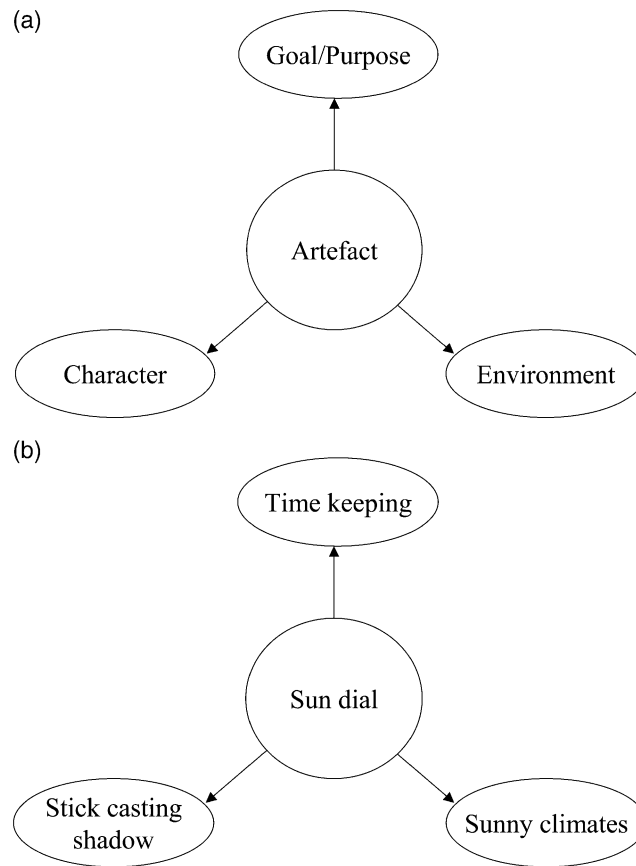 (a)
Goal/Purpose
Artefact
Character
Environment
(b)
Time keeping
Sun dial
Stick casting
shadow
Sunny climates